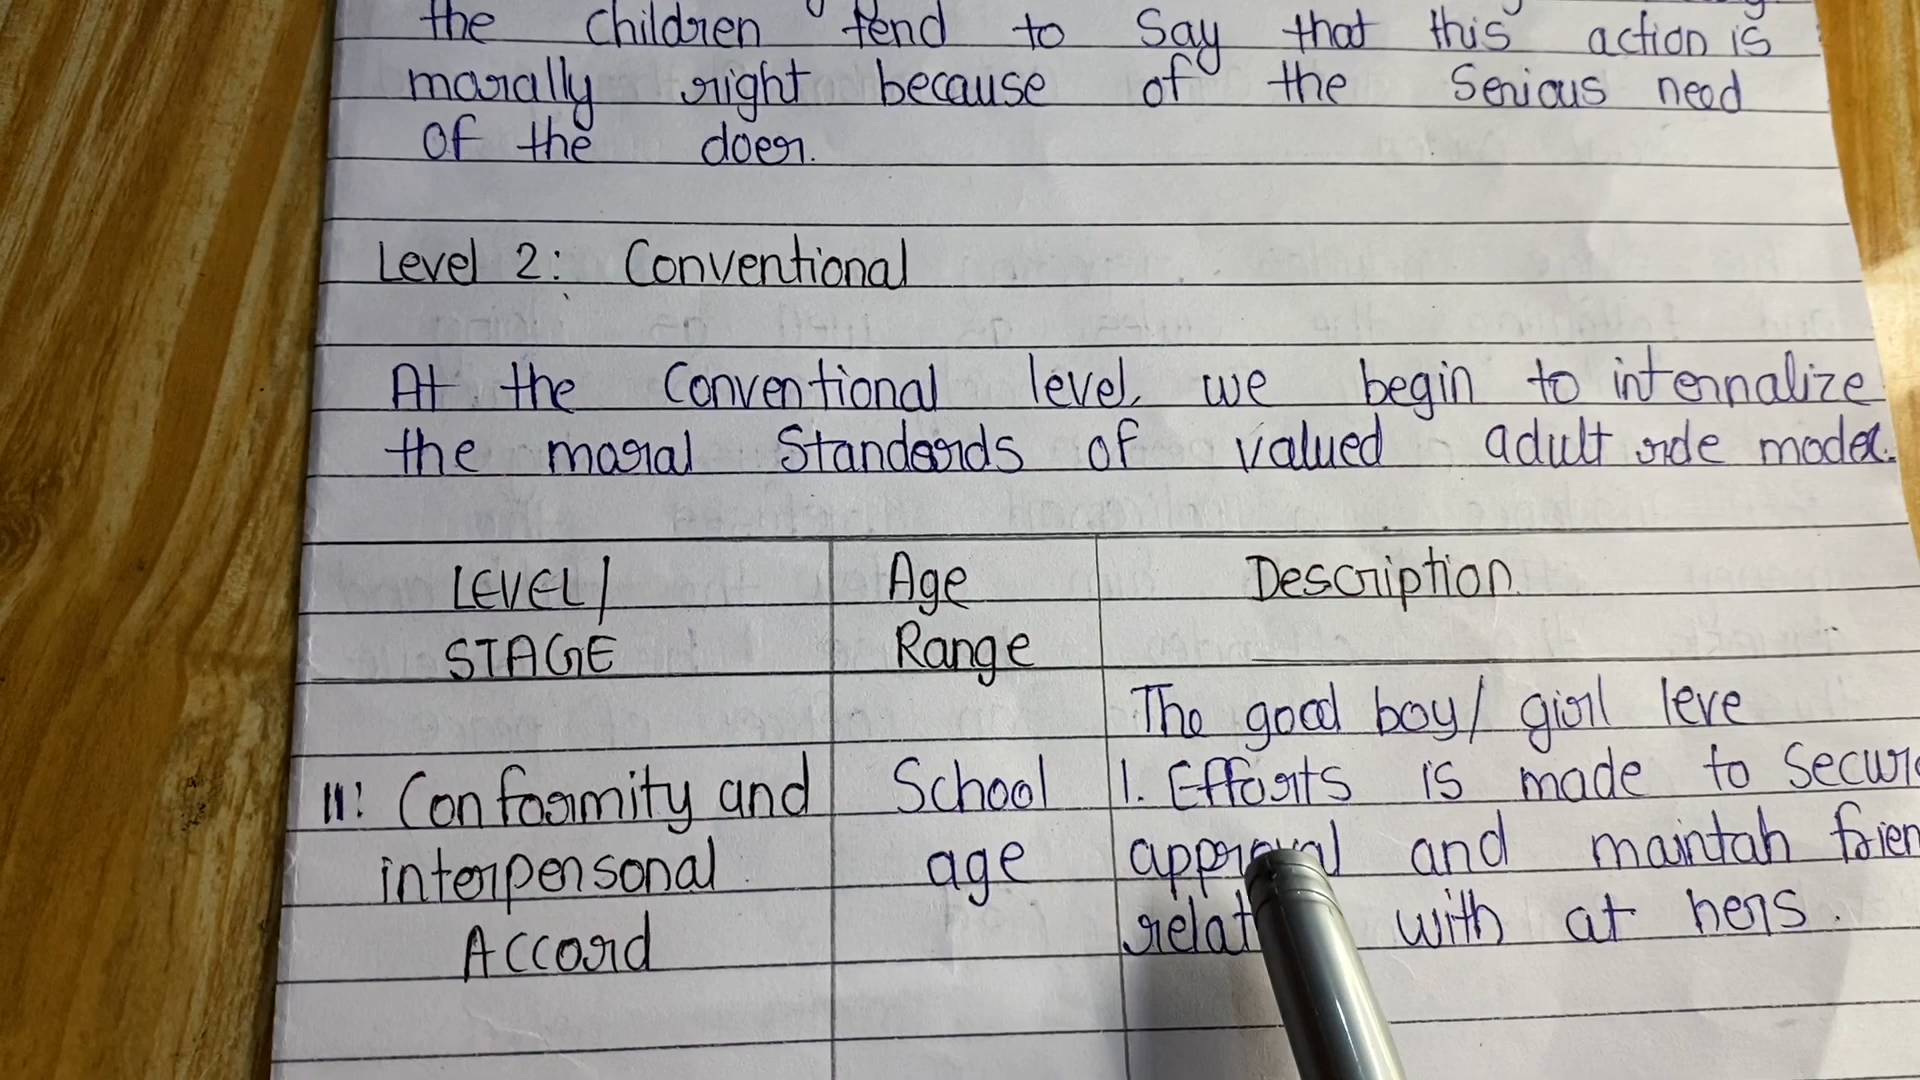 the children tend to say that this action is
morally right because of the serious need
of the doer.
Level 2: Conventional
At the conventional level, we begin to internalize
the moral standards of valued adult role model.
LEVEL/ Age Description
STAGE Range
The good boy/ girl leve
III: Conformity and School 1. Efforts is made to secure
interpersonal age approval and maintah frien
Accord relat with at hers.